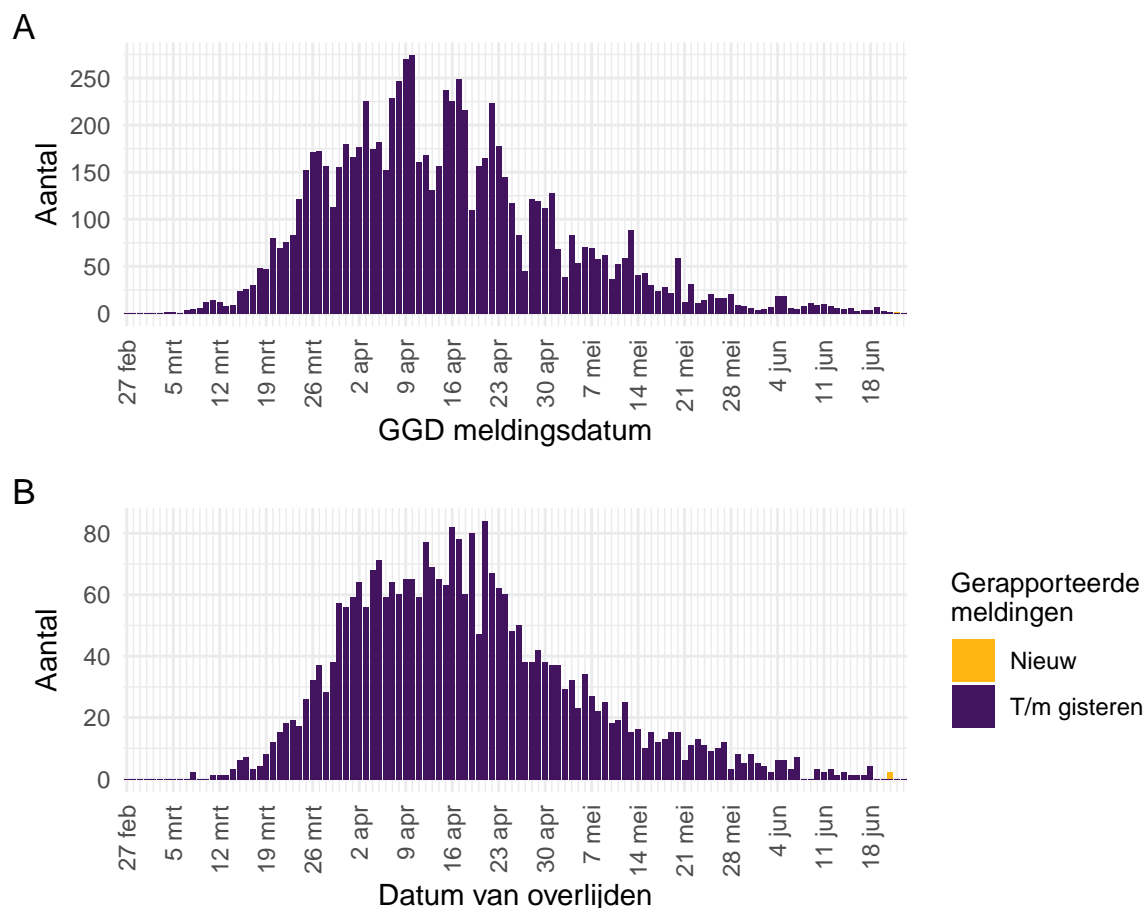 A
250
200
150
100
50
0
Aantal
27 feb
5 mrt
12 mrt
19 mrt
26 mrt
2 apr
9 apr
16 apr
23 apr
30 apr
7 mei
14 mei
21 mei
28 mei
4 jun
11 jun
18 jun
GGD meldingsdatum
B
80
60
40
20
0
Aantal
27 feb
5 mrt
12 mrt
19 mrt
26 mrt
2 apr
9 apr
16 apr
23 apr
30 apr
7 mei
14 mei
21 mei
28 mei
4 jun
11 jun
18 jun
Datum van overlijden
Gerapporteerde
meldingen
Nieuw
T/m gisteren